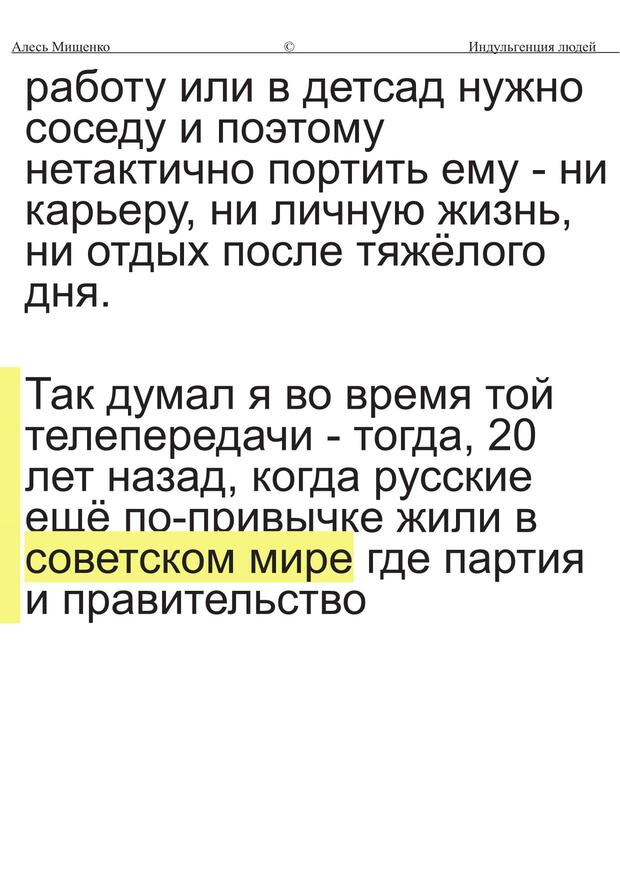 Алесь Мищенко © Индульгенция людей
работу или в детсад нужно
соседу и поэтому
нетактично портить ему - ни
карьеру, ни личную жизнь,
ни отдых после тяжёлого
дня.
Так думал я во время той
телепередачи - тогда, 20
лет назад, когда русские
ещё по-привычке жили в
советском мире где партия
и правительство